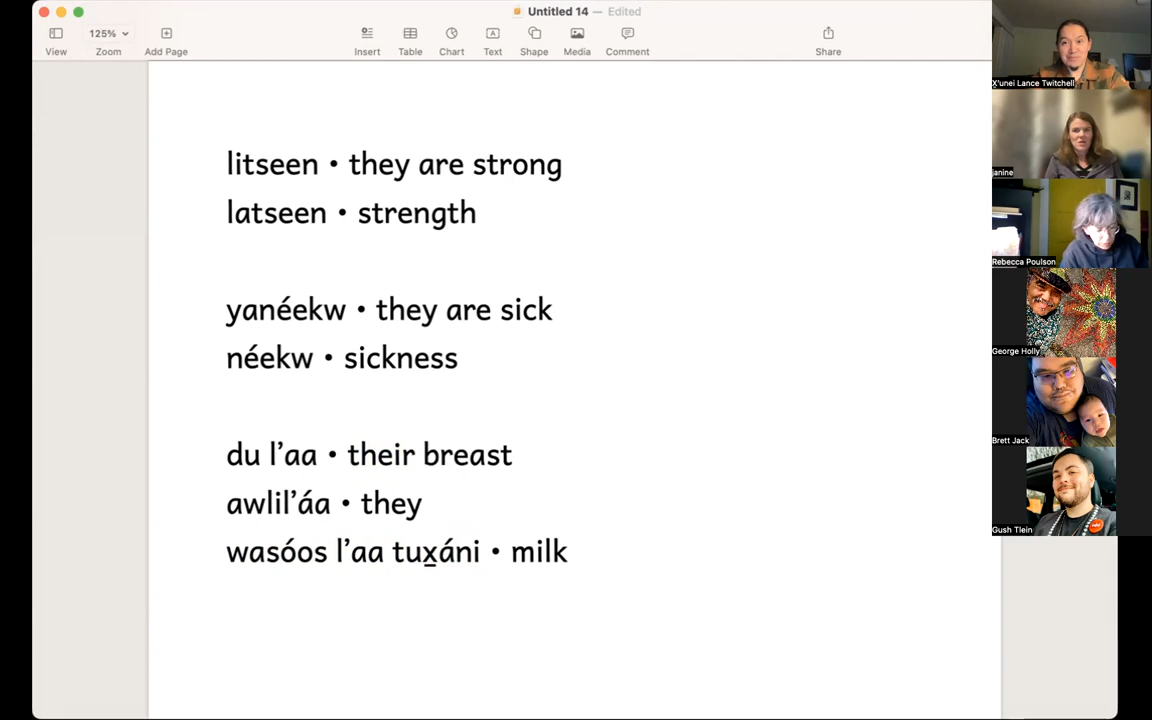 Untitled 14 — Edited
125%
View
Zoom
Add Page
Insert
Table
Chart
Text
Shape
Media
Comment
Share
litseen • they are strong
latseen • strength
yanéekw • they are sick
néekw • sickness
du l’aa • their breast
awlil’áa • they
wasóos l’aa tux̲áni • milk
X̱'unei Lance Twitchell
janine
Rebecca Poulson
George Holly
Brett Jack
Gush Tlein